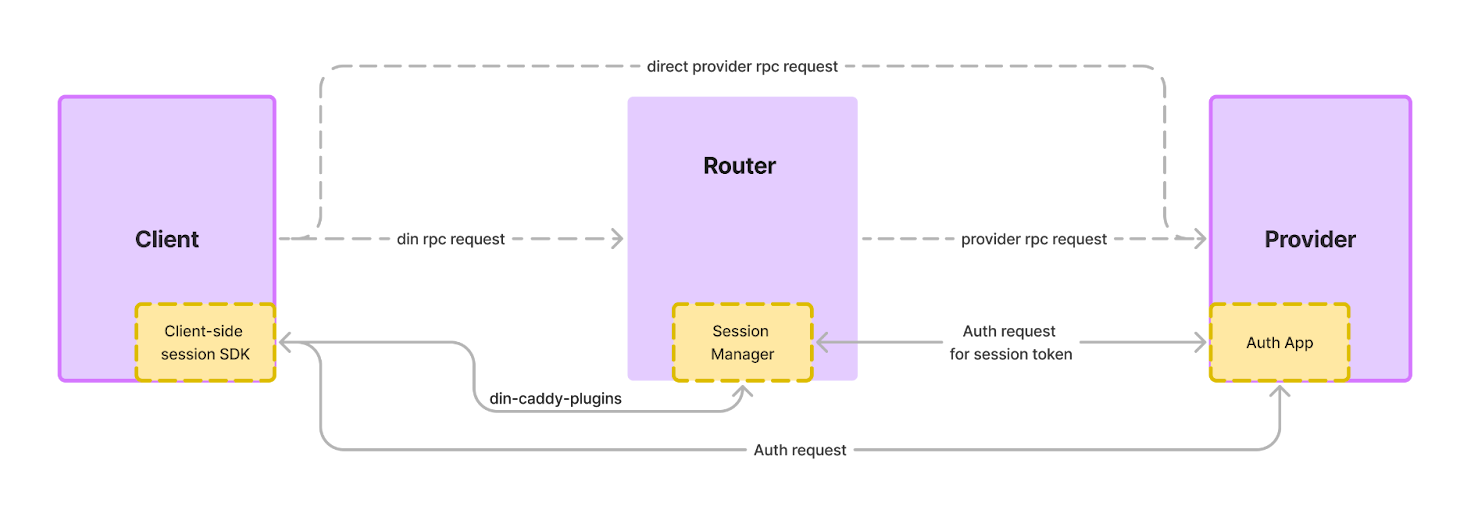 direct provider rpc request
Router
Client
din rpc request
provider rpc request
Provider
Client-side
session SDK
Session
Manager
Auth request
for session token
Auth App
din-caddy-plugins
Auth request